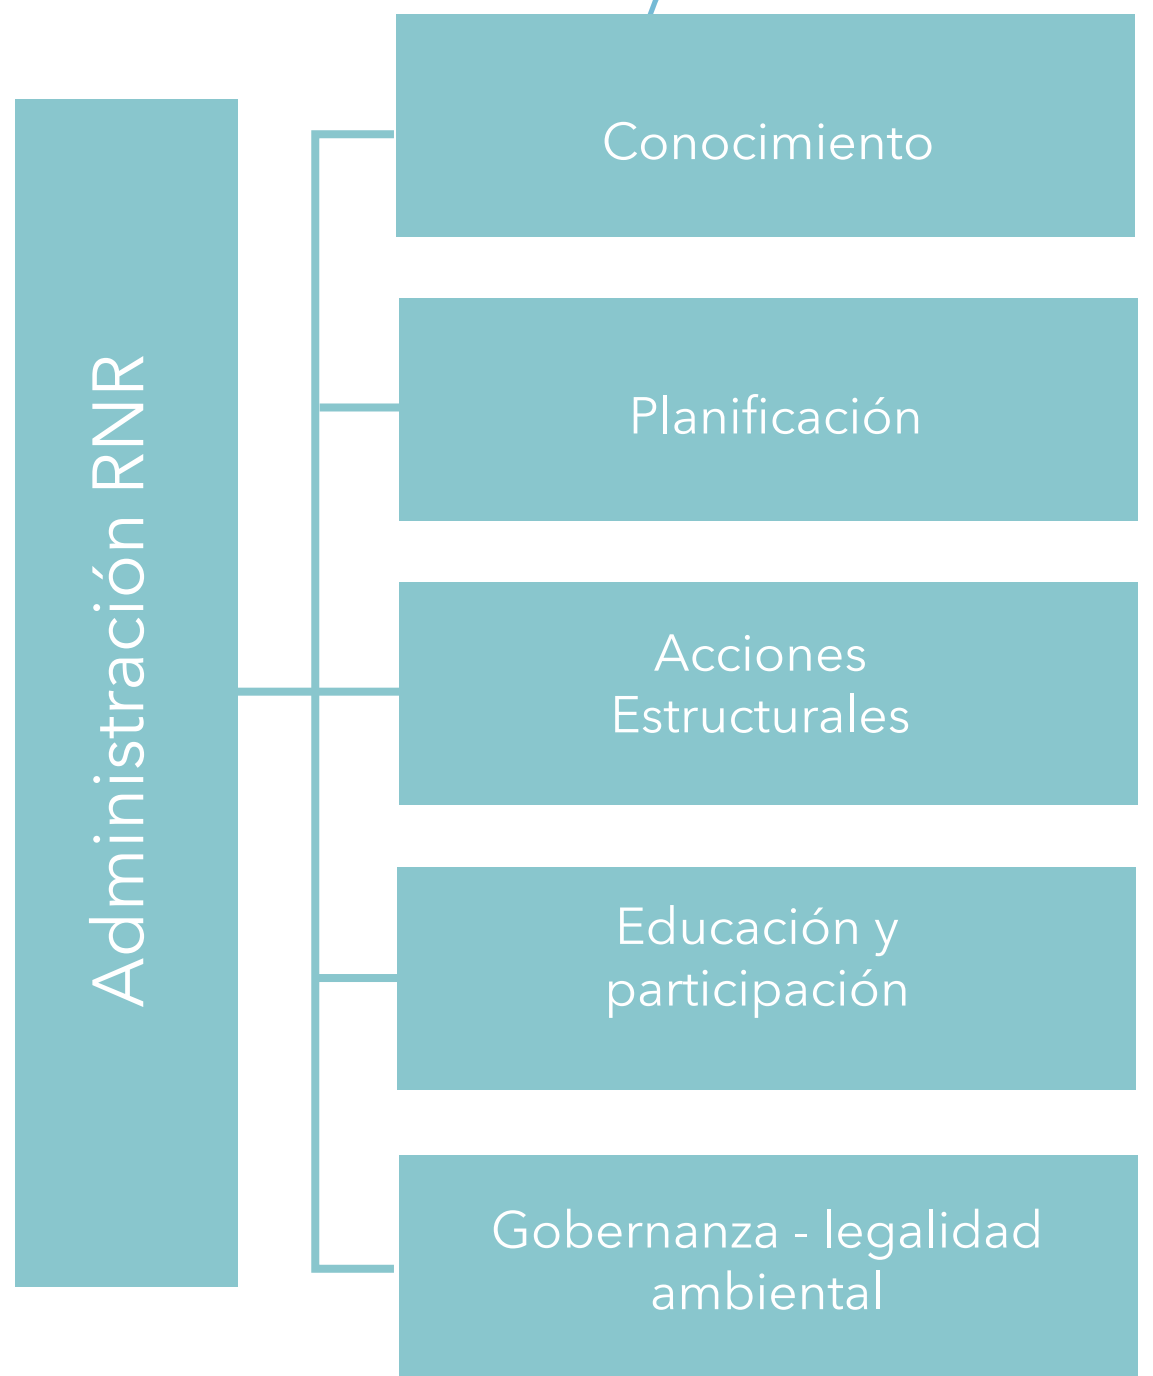 Administración RNR
Conocimiento
Planificación
Acciones
Estructurales
Educación y
participación
Gobernanza - legalidad
ambiental